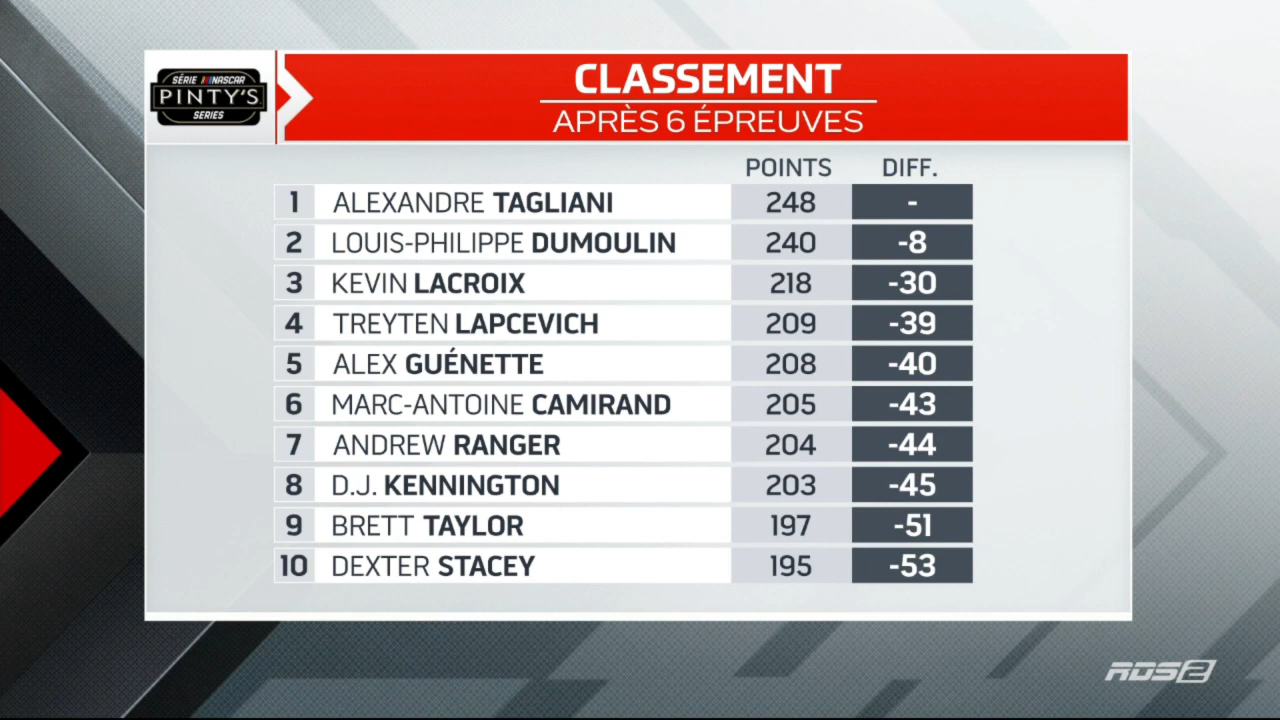 SÉRIE NASCAR
PINTY'S
SERIES
CLASSEMENT
APRÈS 6 ÉPREUVES
POINTS DIFF.
1 ALEXANDRE TAGLIANI 248 -
2 LOUIS-PHILIPPE DUMOULIN 240 -8
3 KEVIN LACROIX 218 -30
4 TREYTEN LAPCEVICH 209 -39
5 ALEX GUÉNETTE 208 -40
6 MARC-ANTOINE CAMIRAND 205 -43
7 ANDREW RANGER 204 -44
8 D.J. KENNINGTON 203 -45
9 BRETT TAYLOR 197 -51
10 DEXTER STACEY 195 -53
RDS2